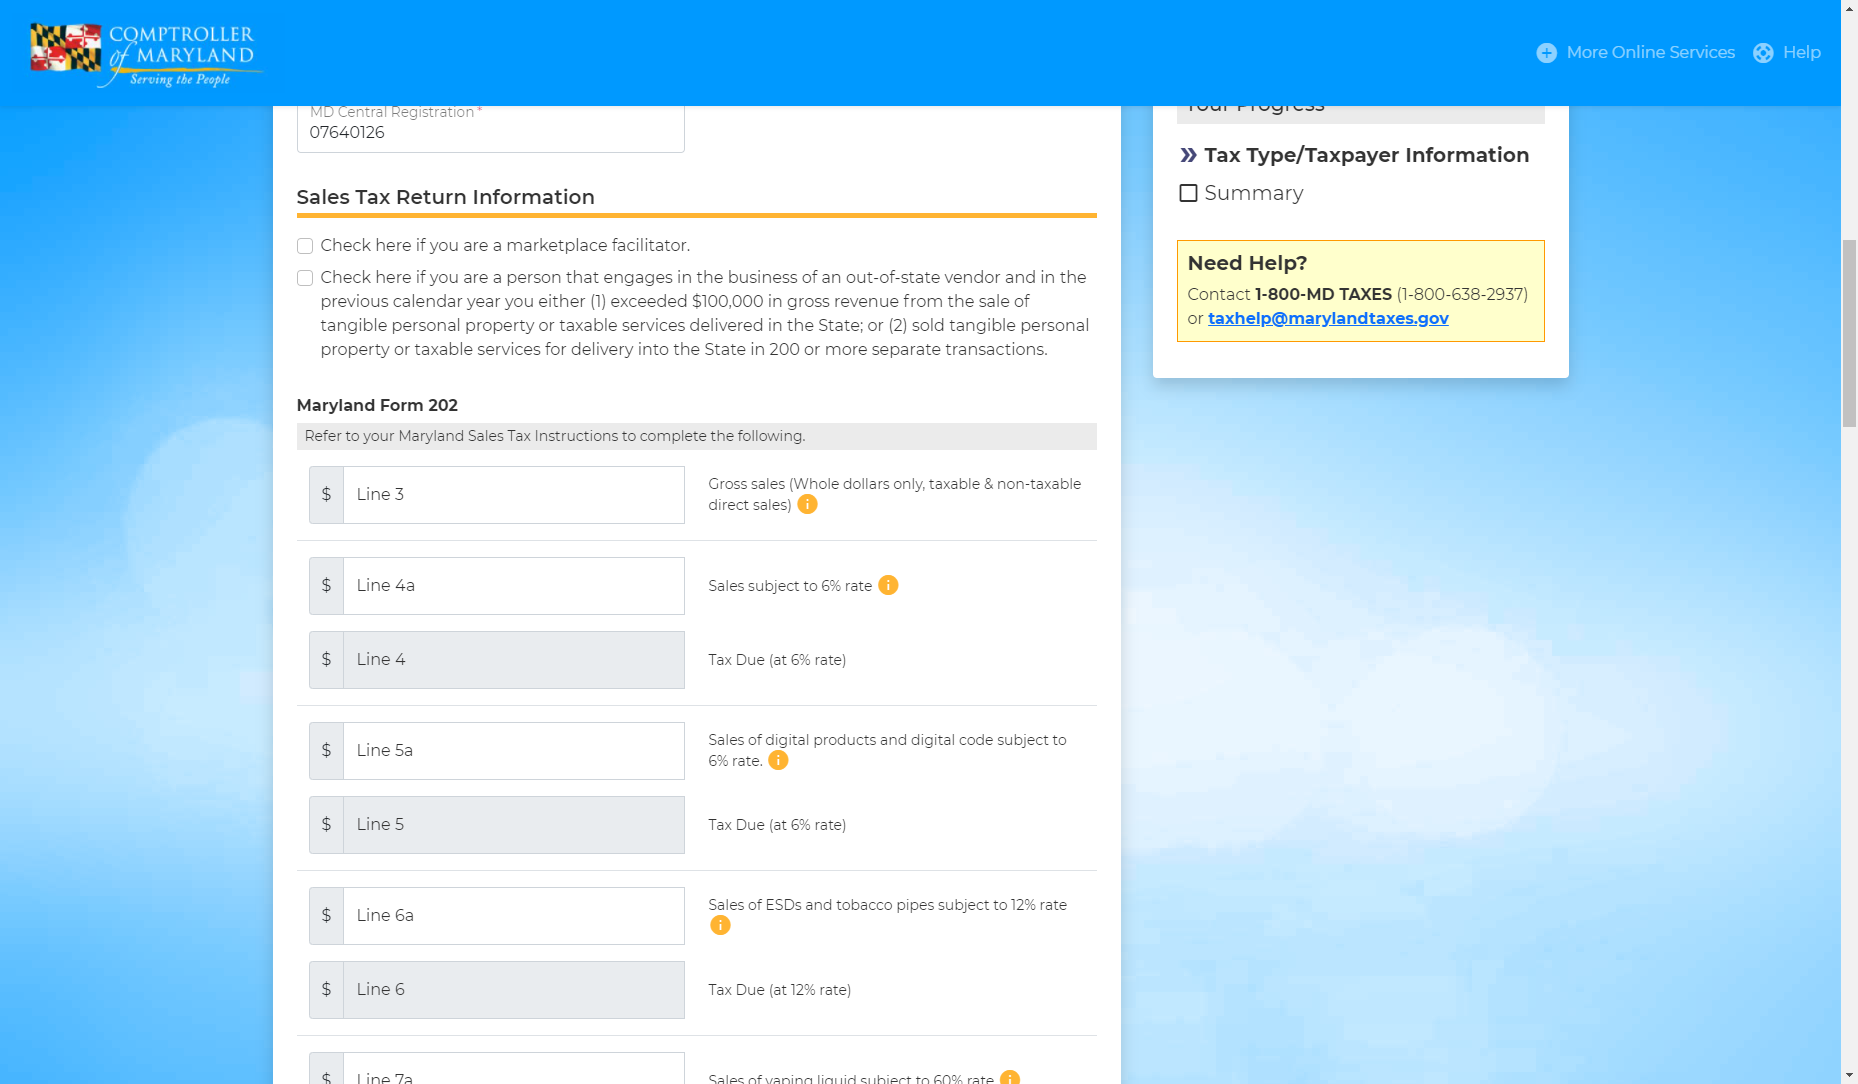 COMPTROLLER
of MARYLAND
Serving the People
More Online Services
Help
MD Central Registration *
07640126
Sales Tax Return Information
Check here if you are a marketplace facilitator.
Check here if you are a person that engages in the business of an out-of-state vendor and in the
previous calendar year you either (1) exceeded $100,000 in gross revenue from the sale of
tangible personal property or taxable services delivered in the State; or (2) sold tangible personal
property or taxable services for delivery into the State in 200 or more separate transactions.
Maryland Form 202
Refer to your Maryland Sales Tax Instructions to complete the following.
$ Line 3
Gross sales (Whole dollars only, taxable & non-taxable
direct sales)
$ Line 4a
Sales subject to 6% rate
$ Line 4
Tax Due (at 6% rate)
$ Line 5a
Sales of digital products and digital code subject to
6% rate.
$ Line 5
Tax Due (at 6% rate)
$ Line 6a
Sales of ESDs and tobacco pipes subject to 12% rate
$ Line 6
Tax Due (at 12% rate)
$ Line 7a
Sales of vaping liquid subject to 60% rate
Your Progress
Tax Type/Taxpayer Information
Summary
Need Help?
Contact 1-800-MD TAXES (1-800-638-2937)
or taxhelp@marylandtaxes.gov